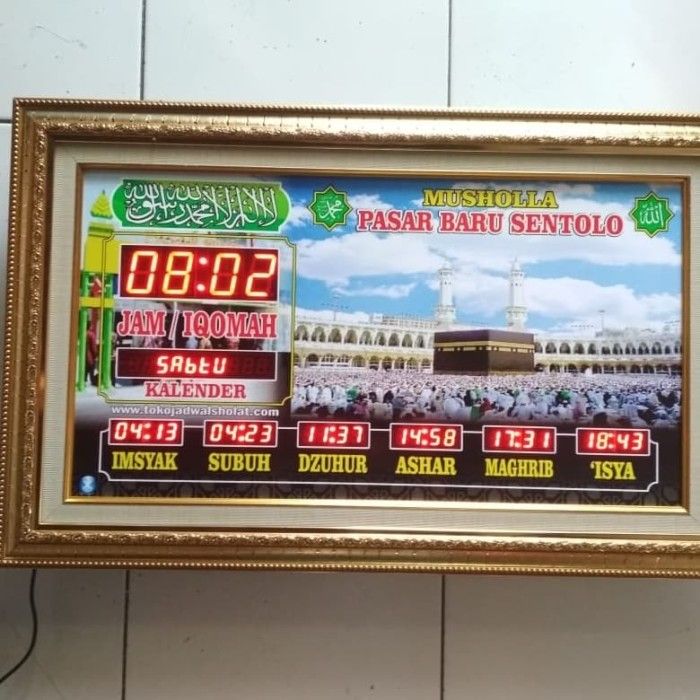 لا إله إلا الله محمد رسول الله
محمد
الله
MUSHOLLA
PASAR BARU SENTOLO
08:02
JAM / IQOMAH
SAbtU
KALENDER
www.tokojadwalsholat.com
04:13 04:23 11:37 14:58 17:31 18:43
IMSYAK SUBUH DZUHUR ASHAR MAGHRIB 'ISYA